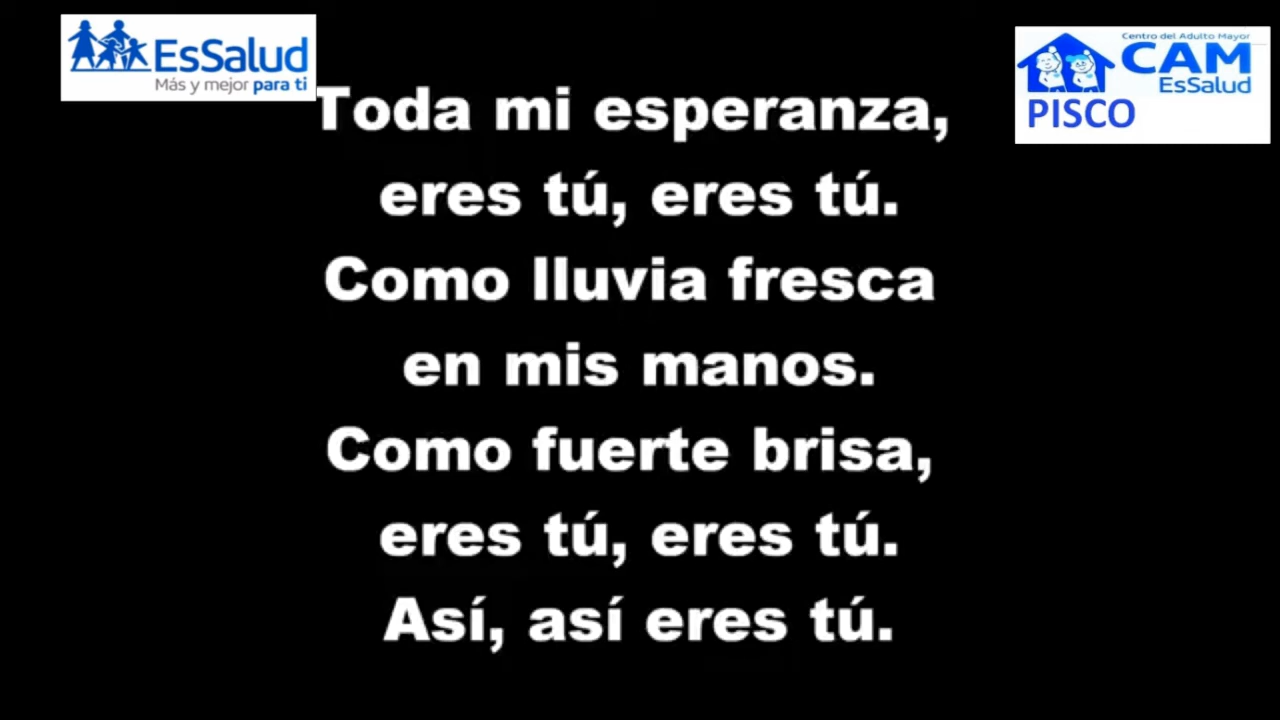 EsSalud
Más y mejor para ti
Centro del Adulto Mayor
CAM
EsSalud
PISCO
Toda mi esperanza,
eres tú, eres tú.
Como lluvia fresca
en mis manos.
Como fuerte brisa,
eres tú, eres tú.
Así, así eres tú.